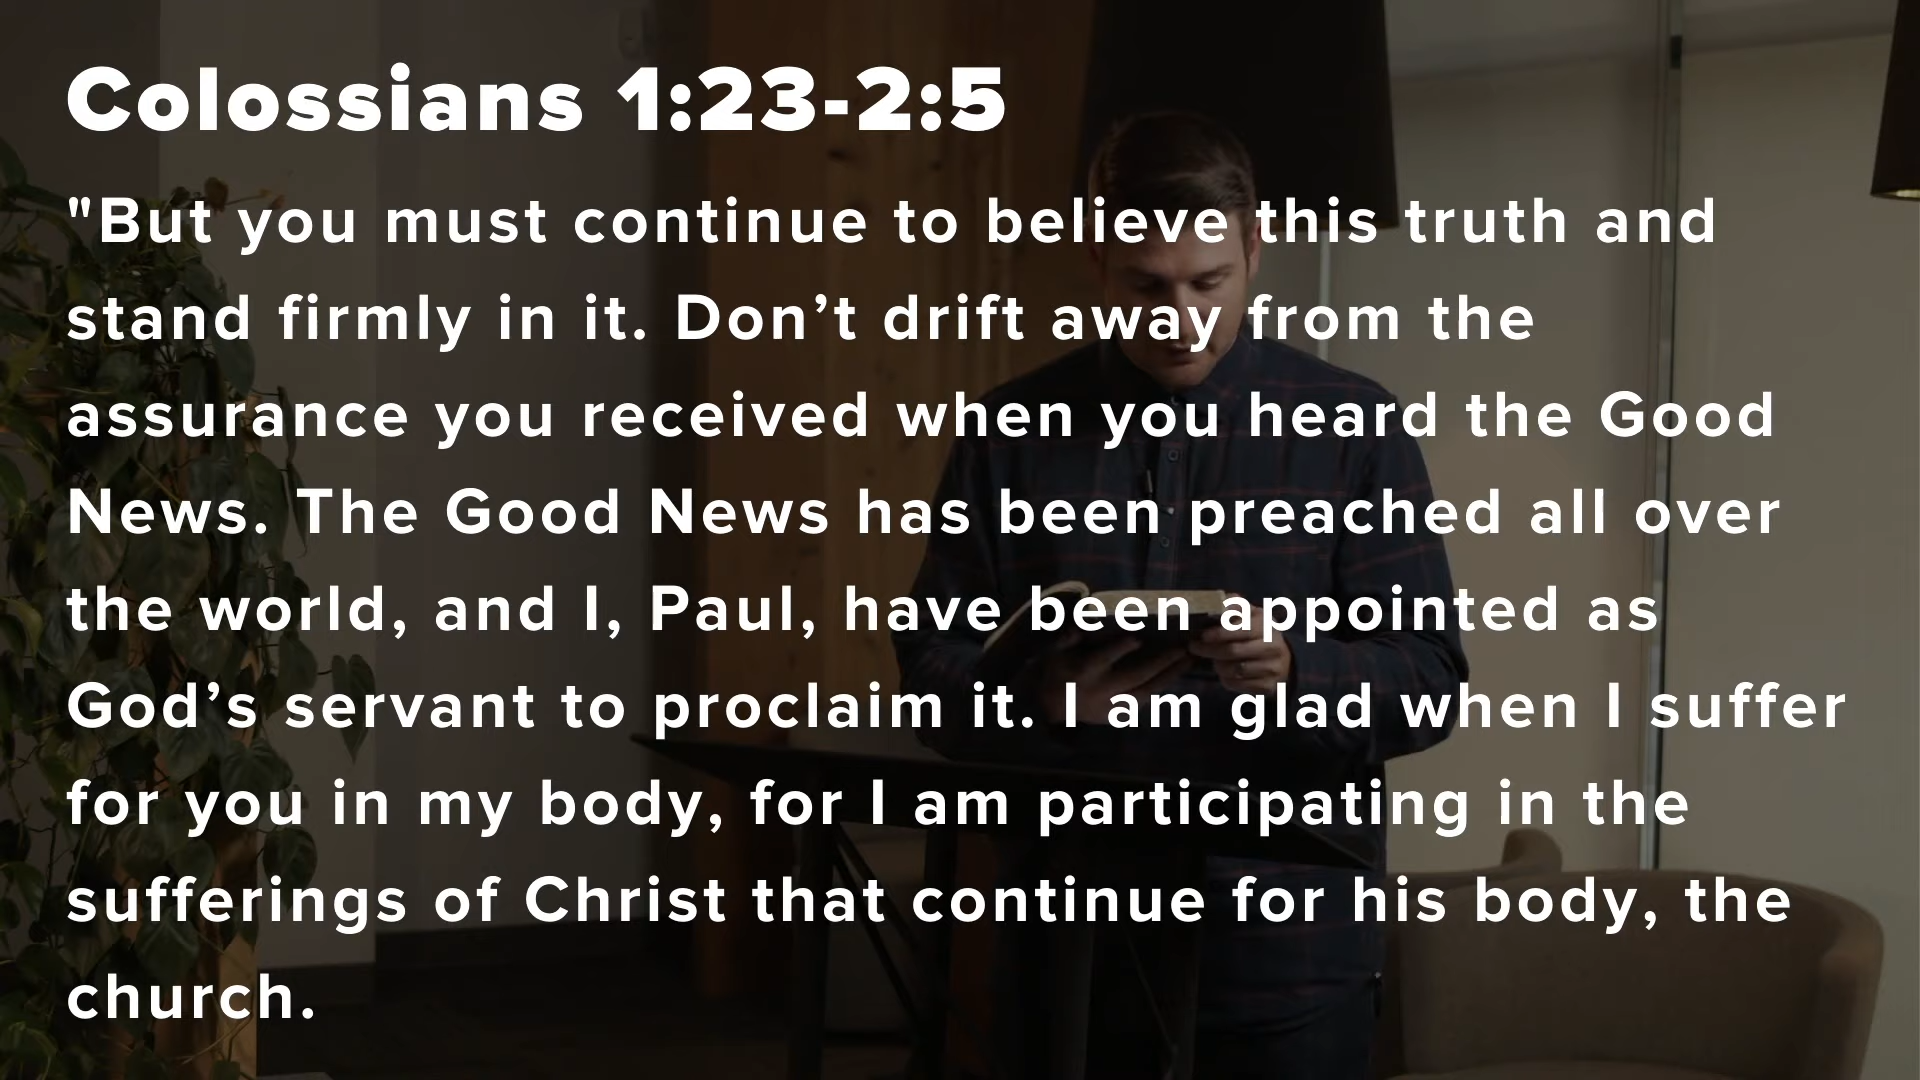 Colossians 1:23-2:5
"But you must continue to believe this truth and
stand firmly in it. Don’t drift away from the
assurance you received when you heard the Good
News. The Good News has been preached all over
the world, and I, Paul, have been appointed as
God’s servant to proclaim it. I am glad when I suffer
for you in my body, for I am participating in the
sufferings of Christ that continue for his body, the
church.